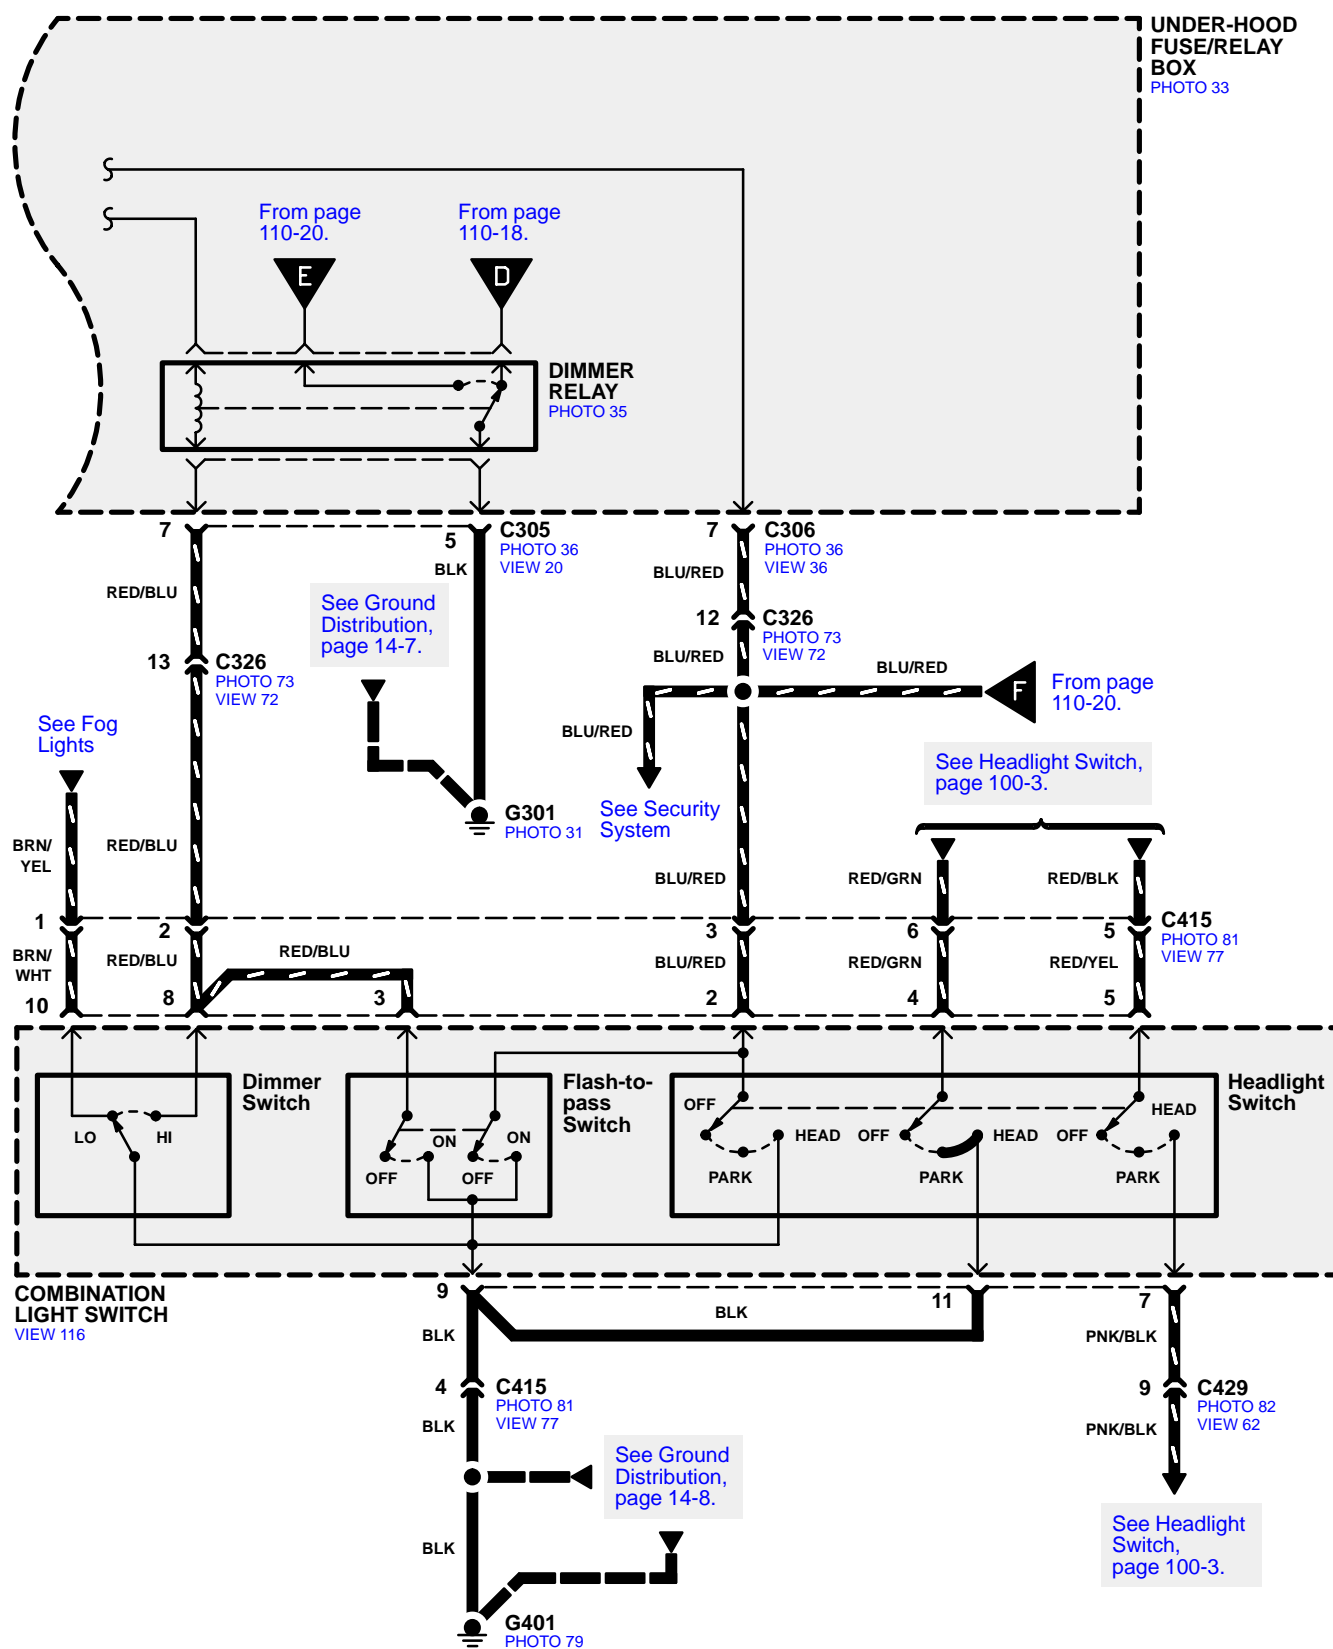 UNDER-HOOD
FUSE/RELAY
BOX
PHOTO 33
From page
110-20.
From page
110-18.
E
D
DIMMER
RELAY
PHOTO 35
7
5
C305
PHOTO 36
VIEW 20
7
C306
PHOTO 36
VIEW 36
BLK
BLU/RED
RED/BLU
See Ground
Distribution,
page 14-7.
12
C326
PHOTO 73
VIEW 72
13
C326
PHOTO 73
VIEW 72
BLU/RED
BLU/RED
F
From page
110-20.
See Fog
Lights
BLU/RED
See Headlight Switch,
page 100-3.
See Security
System
G301
PHOTO 31
BRN/
YEL
RED/BLU
BLU/RED
RED/GRN
RED/BLK
1
2
3
6
5
C415
PHOTO 81
VIEW 77
BRN/
WHT
RED/BLU
RED/BLU
BLU/RED
RED/GRN
RED/YEL
10
8
3
2
4
5
Dimmer
Switch
Flash-to-
pass
Switch
Headlight
Switch
LO
HI
ON
ON
OFF
OFF
OFF
HEAD
PARK
OFF
HEAD
PARK
OFF
HEAD
PARK
COMBINATION
LIGHT SWITCH
VIEW 116
9
11
7
BLK
BLK
PNK/BLK
4
C415
PHOTO 81
VIEW 77
9
C429
PHOTO 82
VIEW 62
BLK
PNK/BLK
See Ground
Distribution,
page 14-8.
BLK
See Headlight
Switch,
page 100-3.
G401
PHOTO 79